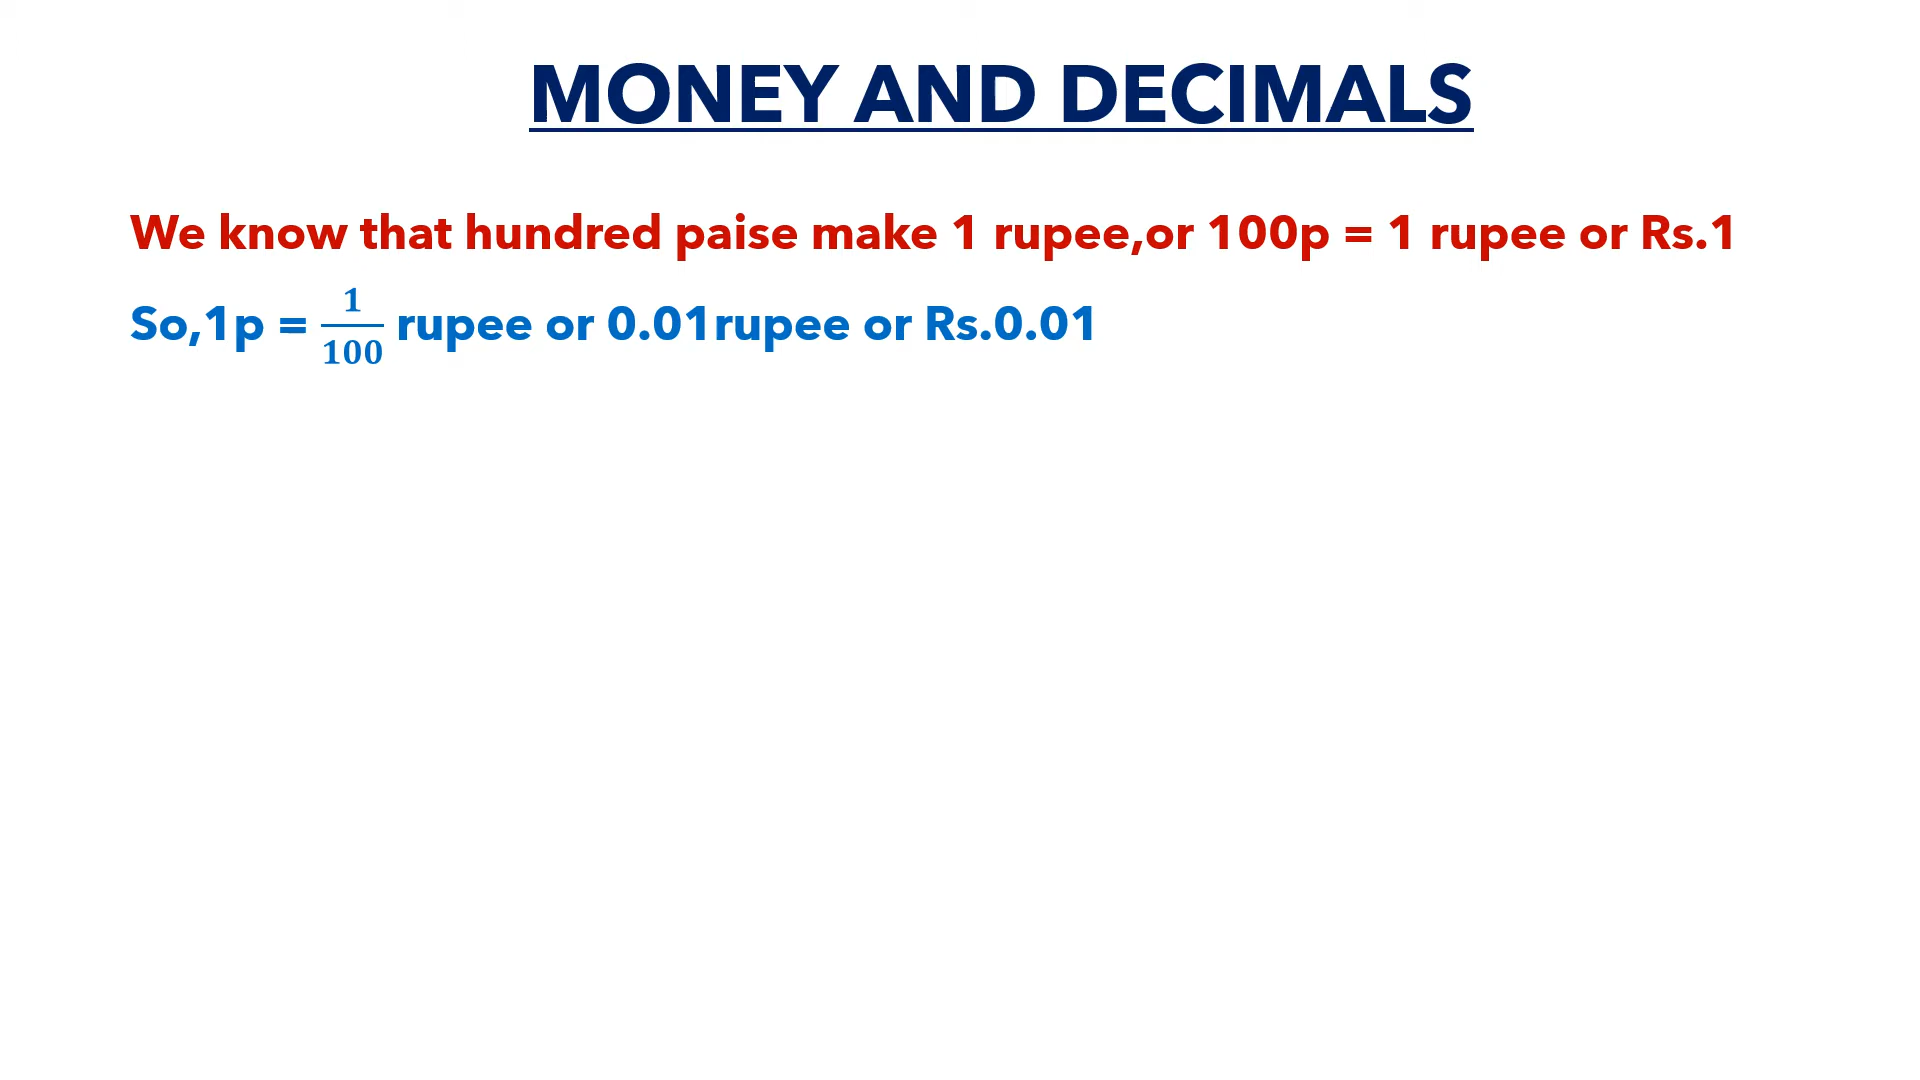 MONEY AND DECIMALS
We know that hundred paise make 1 rupee,or 100p = 1 rupee or Rs.1
So,1p = 1/100 rupee or 0.01rupee or Rs.0.01